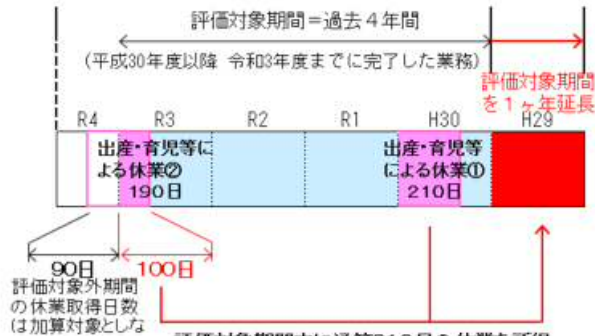 評価対象期間＝過去４年間
(平成30年度以降 令和3年度までに完了した業務)
評価対象期間
を１ヶ年延長
R4 R3 R2 R1 H30 H29
出産・育児等に
よる休業②
190日
出産・育児等
による休業①
210日
90日
100日
評価対象外期間
の休業取得日数
は加算対象としな